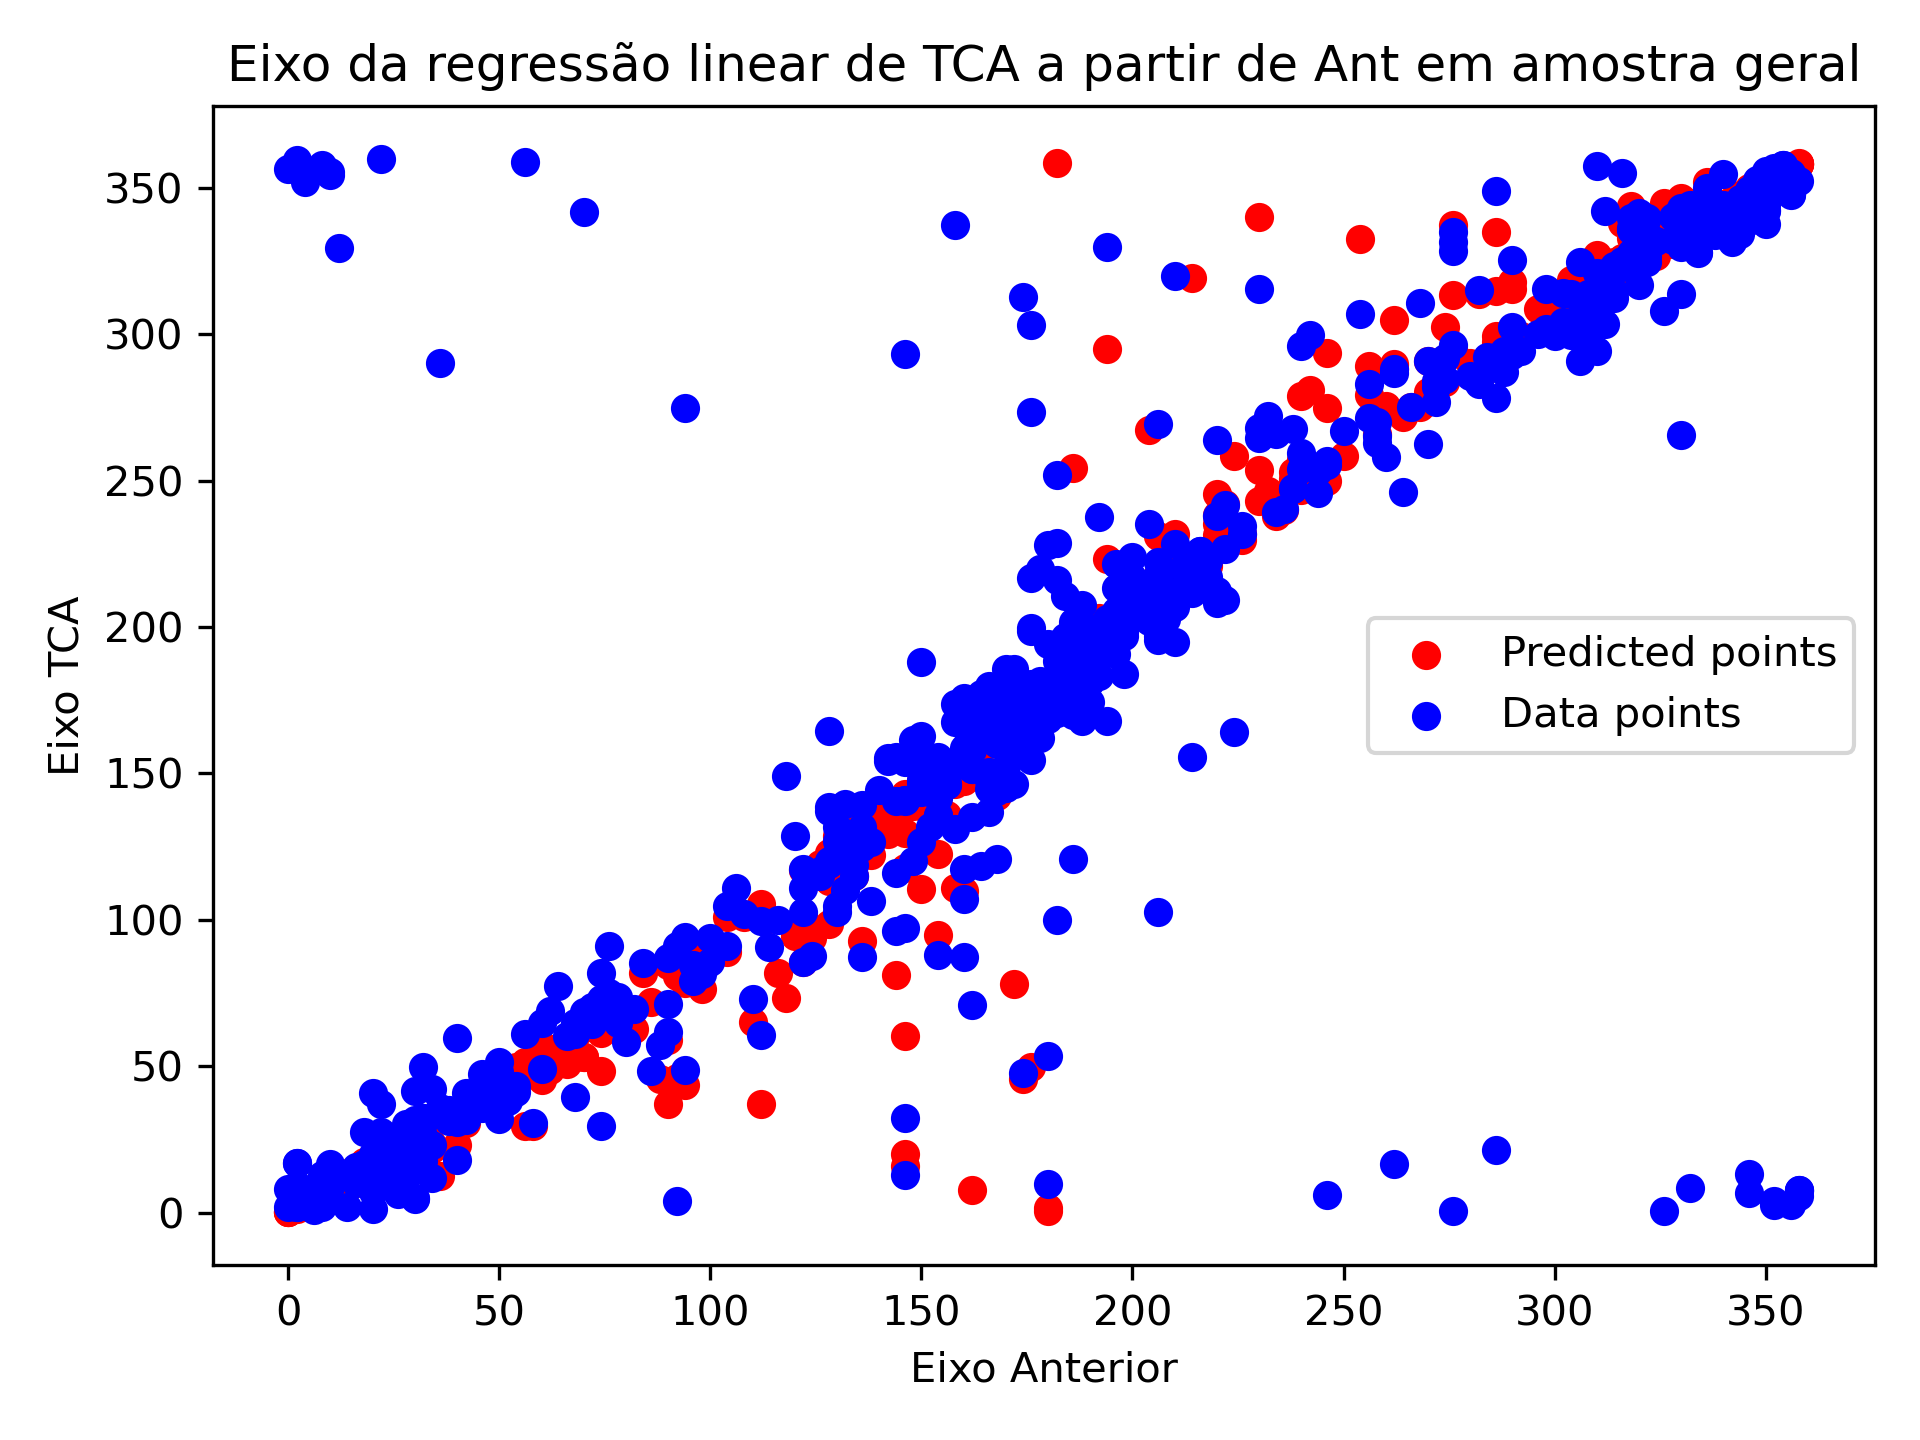 Eixo da regressão linear de TCA a partir de Ant em amostra geral
Eixo TCA
350
300
250
200
150
100
50
0
Predicted points
Data points
0 50 100 150 200 250 300 350
Eixo Anterior